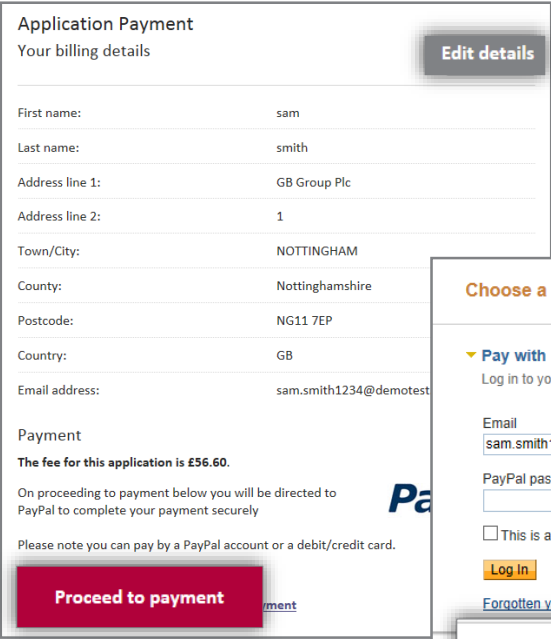 Application Payment
Your billing details
Edit details
First name: sam
Last name: smith
Address line 1: GB Group Plc
Address line 2: 1
Town/City: NOTTINGHAM
County: Nottinghamshire
Postcode: NG11 7EP
Country: GB
Email address: sam.smith1234@demotest
Payment
The fee for this application is £56.60.
On proceeding to payment below you will be directed to
PayPal to complete your payment securely
Pa
Please note you can pay by a PayPal account or a debit/credit card.
Proceed to payment
Choose a
Pay with
Log in to yo
Email
sam.smith1
PayPal pas
This is a
Log In
Forgotten y